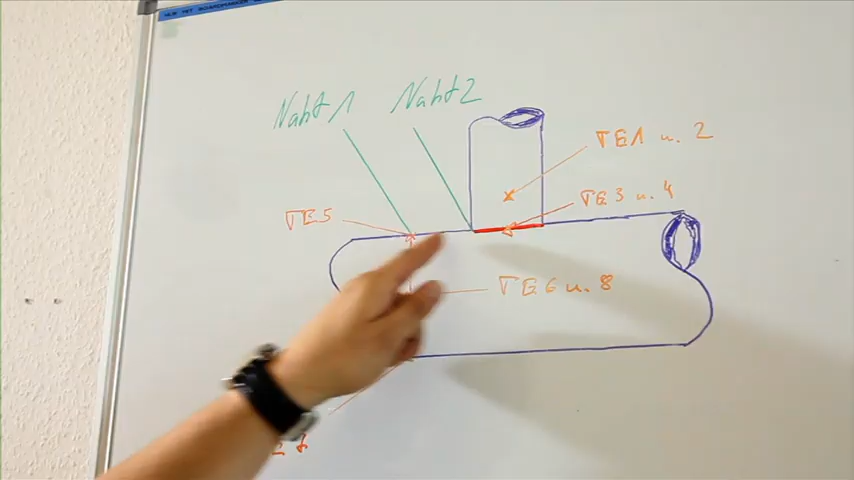 Naht 1
Naht 2
TE1 u. 2
TE3 u. 4
TE5
TE6 u. 8